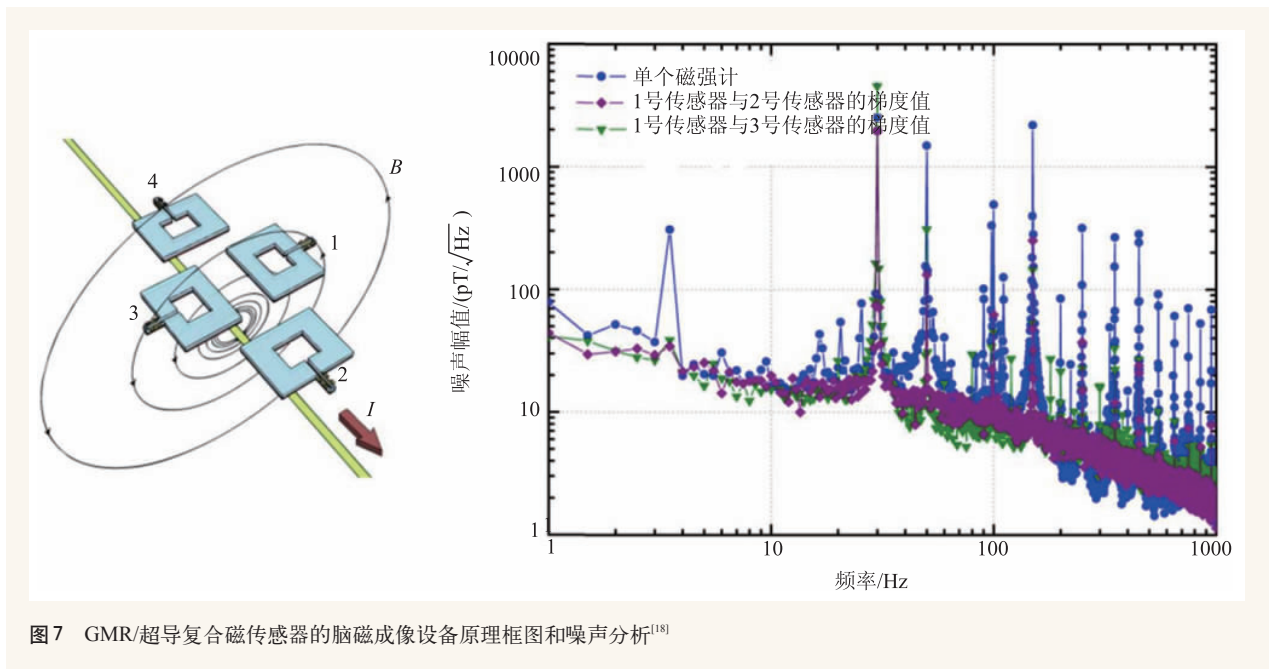 4
B
1
3
2
I
10000
1000
100
10
1
单个磁强计
1号传感器与2号传感器的梯度值
1号传感器与3号传感器的梯度值
噪声幅值/(pT/√Hz)
1
10
100
1000
频率/Hz
图7 GMR/超导复合磁传感器的脑磁成像设备原理框图和噪声分析[18]